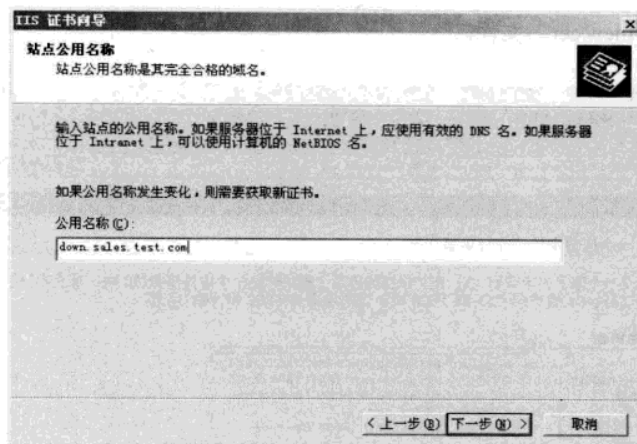 IIS 证书向导
站点公用名称
站点公用名称是其完全合格的域名。
输入站点的公用名称。如果服务器位于 Internet 上，应使用有效的 DNS 名。如果服务器
位于 Intranet 上，可以使用计算机的 NetBIOS 名。
如果公用名称发生变化，则需要获取新证书。
公用名称(C):
down.sales.test.com
< 上一步(B) 下一步(N) > 取消